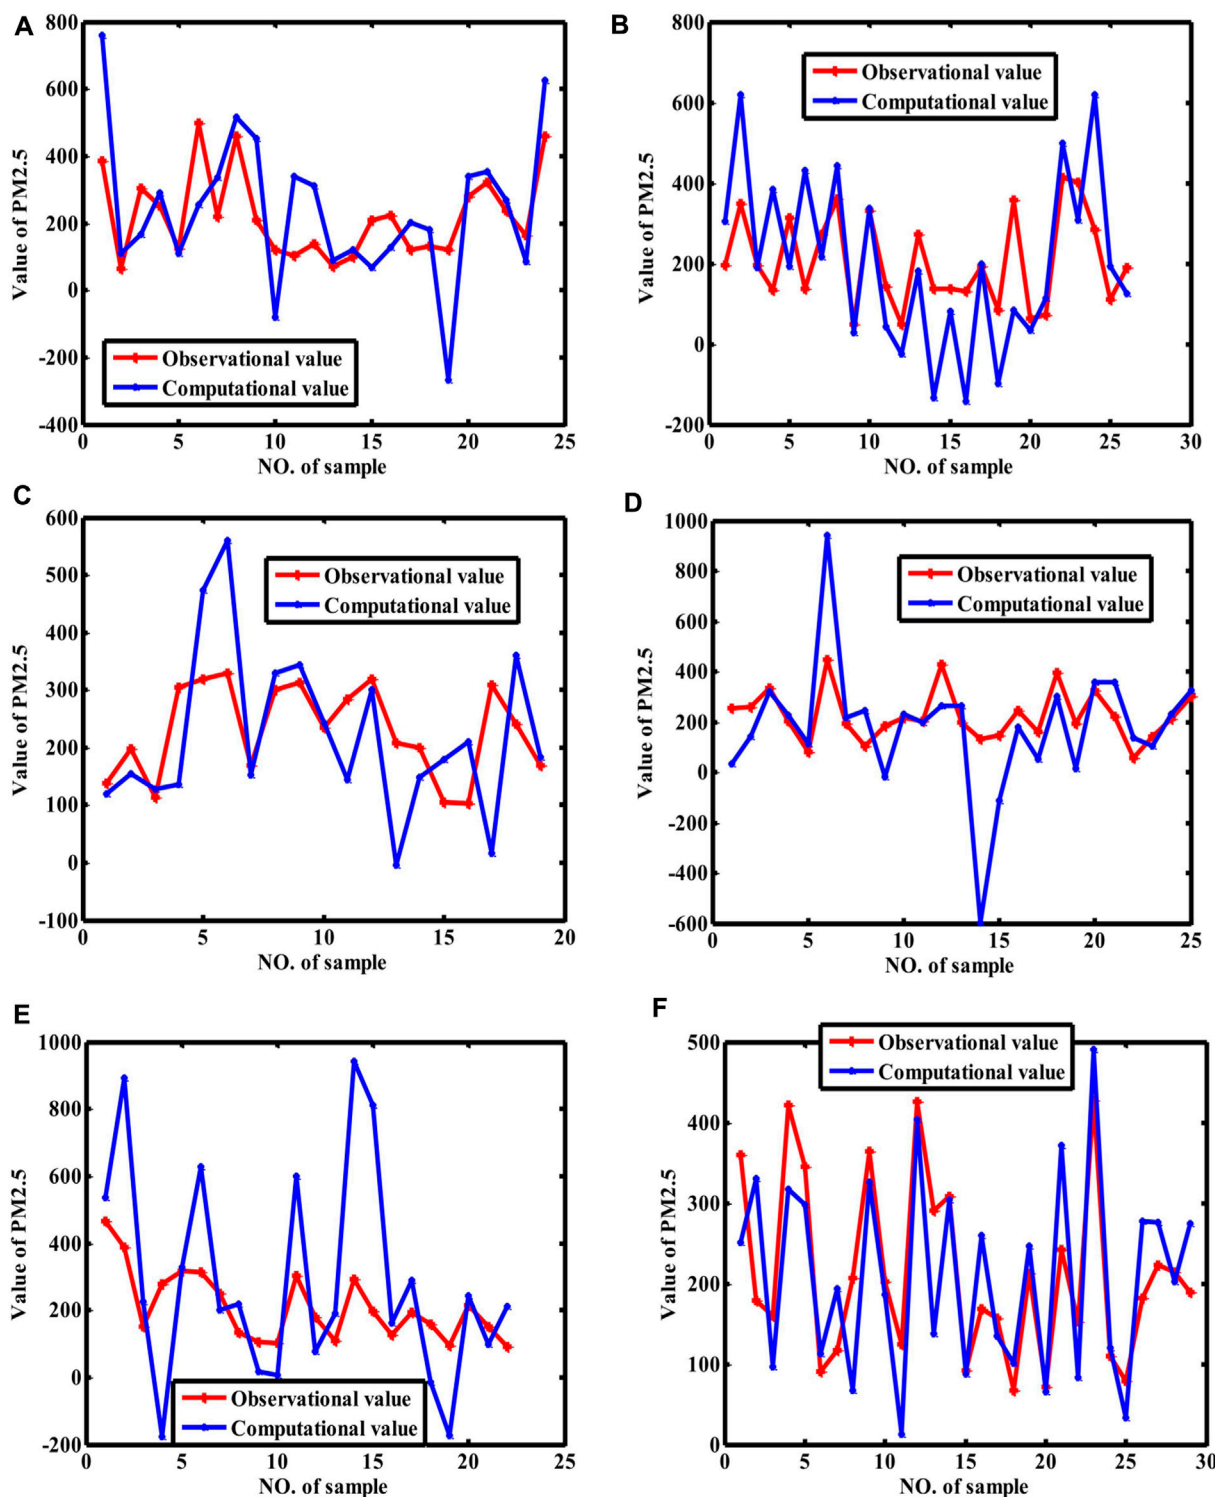 A
800
600
400
200
0
-200
-400
Value of PM2.5
Observational value
Computational value
0 5 10 15 20 25
NO. of sample
B
800
600
400
200
0
-200
Value of PM2.5
Observational value
Computational value
0 5 10 15 20 25 30
NO. of sample
C
600
500
400
300
200
100
0
-100
Value of PM2.5
Observational value
Computational value
0 5 10 15 20
NO. of sample
D
1000
800
600
400
200
0
-200
-400
-600
Value of PM2.5
Observational value
Computational value
0 5 10 15 20 25
NO. of sample
E
1000
800
600
400
200
0
-200
Value of PM2.5
Observational value
Computational value
0 5 10 15 20 25
NO. of sample
F
500
400
300
200
100
0
Value of PM2.5
Observational value
Computational value
0 5 10 15 20 25 30
NO. of sample